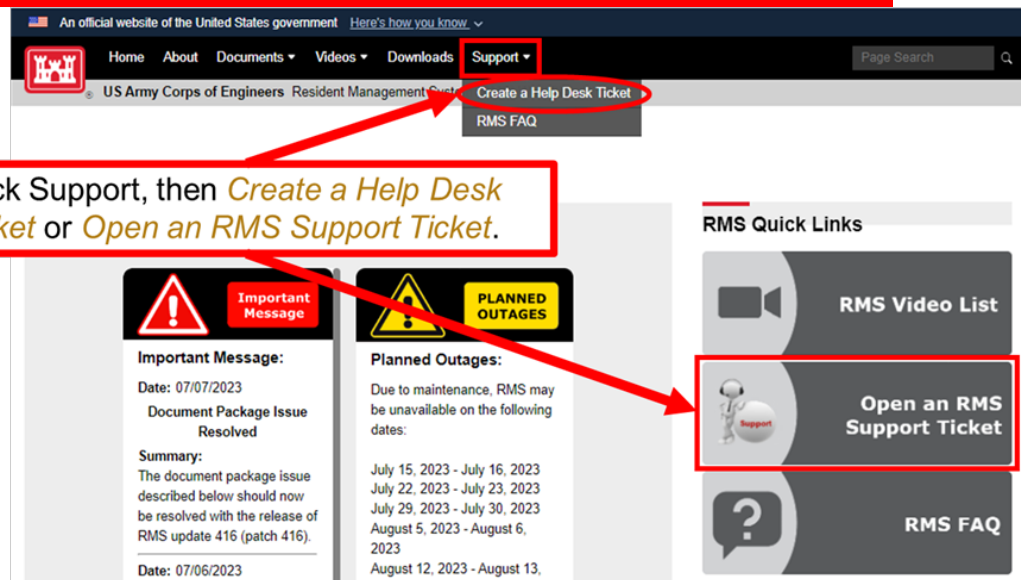 An official website of the United States government Here's how you know
Home About Documents Videos Downloads Support
Page Search
® US Army Corps of Engineers Resident Management
Create a Help Desk Ticket
RMS FAQ
Support, then Create a Help Desk
or Open an RMS Support Ticket.
RMS Quick Links
RMS Video List
Support
Open an RMS
Support Ticket
RMS FAQ
Important
Message
Important Message:
Date: 07/07/2023
Document Package Issue
Resolved
Summary:
The document package issue
described below should now
be resolved with the release of
RMS update 416 (patch 416).
Date: 07/06/2023
PLANNED
OUTAGES
Planned Outages:
Due to maintenance, RMS may
be unavailable on the following
dates:
July 15, 2023 - July 16, 2023
July 22, 2023 - July 23, 2023
July 29, 2023 - July 30, 2023
August 5, 2023 - August 6,
2023
August 12, 2023 - August 13,